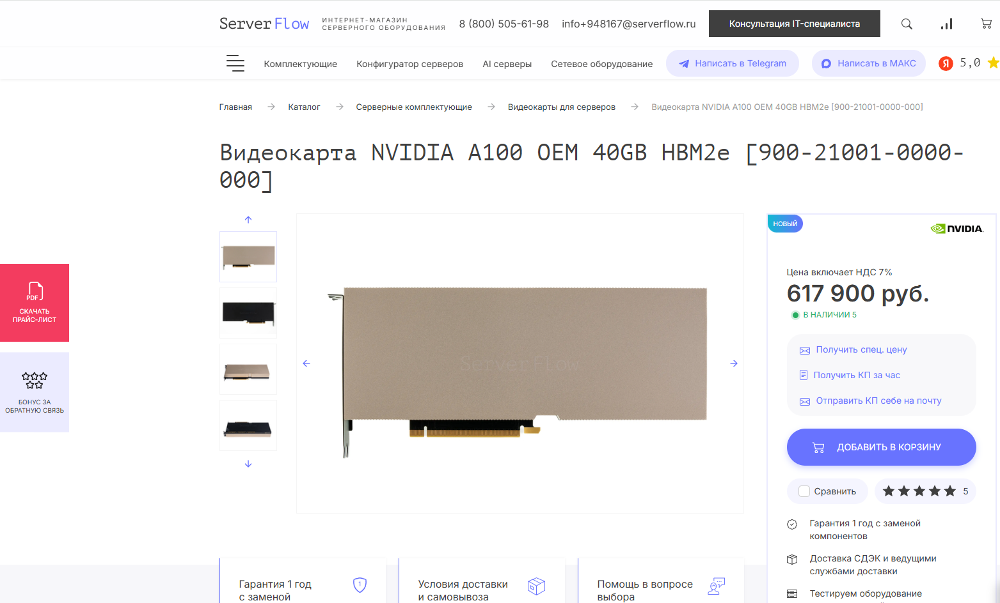 Server Flow
ИНТЕРНЕТ-МАГАЗИН
СЕРВЕРНОГО ОБОРУДОВАНИЯ
8 (800) 505-61-98
info+948167@serverflow.ru
Консультация IT-специалиста
Комплектующие
Конфигуратор серверов
AI серверы
Сетевое оборудование
Написать в Telegram
Написать в МАКС
Я
5,0
Главная
Каталог
Серверные комплектующие
Видеокарты для серверов
Видеокарта NVIDIA A100 OEM 40GB HBM2e [900-21001-0000-000]
Видеокарта NVIDIA A100 OEM 40GB HBM2e [900-21001-0000-
000]
PDF
СКАЧАТЬ
ПРАЙС-ЛИСТ
БОНУС ЗА
ОБРАТНУЮ СВЯЗЬ
Server Flow
НОВЫЙ
NVIDIA.
Цена включает НДС 7%
617 900 руб.
В НАЛИЧИИ 5
Получить спец. цену
Получить КП за час
Отправить КП себе на почту
ДОБАВИТЬ В КОРЗИНУ
Сравнить
5
Гарантия 1 год с заменой
компонентов
Доставка СДЭК и ведущими
службами доставки
Тестируем оборудование
Гарантия 1 год
с заменой
1
Условия доставки
и самовывоза
Помощь в вопросе
выбора